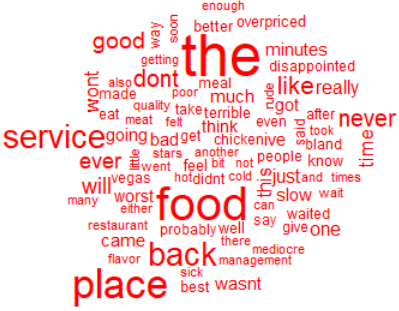 enough
way soon better overpriced
good the minutes
getting disappointed
wont also dont poor meal rude like really
made quality take much got
eat meat felt terrible even said after never
service going bad get think chicken ive took bland time
ever little went stars another bit not people know
will vegas feel hot didnt cold this just and times
many worst food can slow wait
either say waited
restaurant probably well give one
came back there mediocre
flavor management
place sick
best wasnt